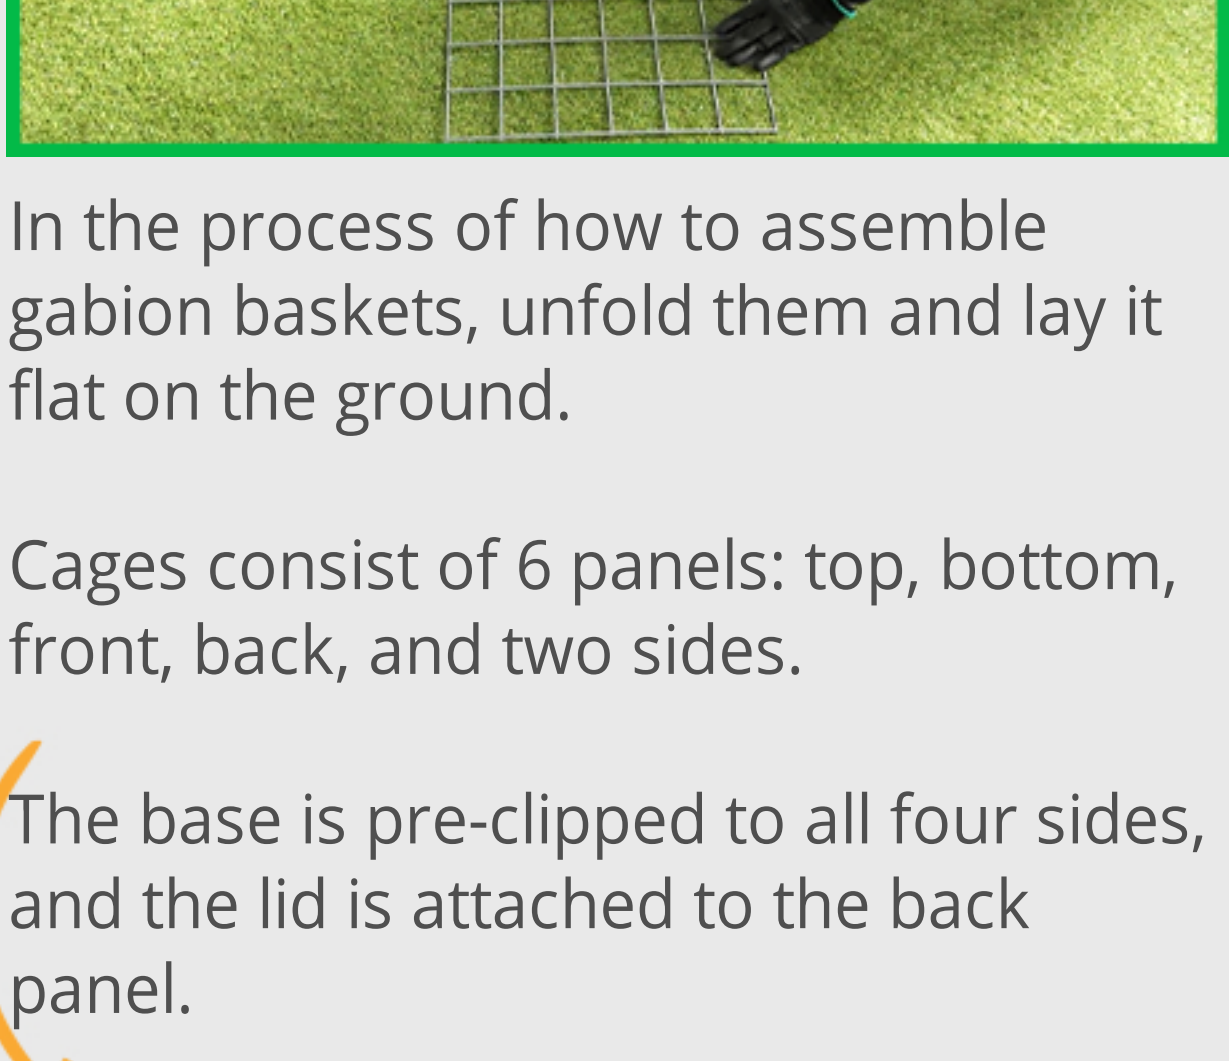 In the process of how to assemble
gabion baskets, unfold them and lay it
flat on the ground.
Cages consist of 6 panels: top, bottom,
front, back, and two sides.
The base is pre-clipped to all four sides,
and the lid is attached to the back
panel.